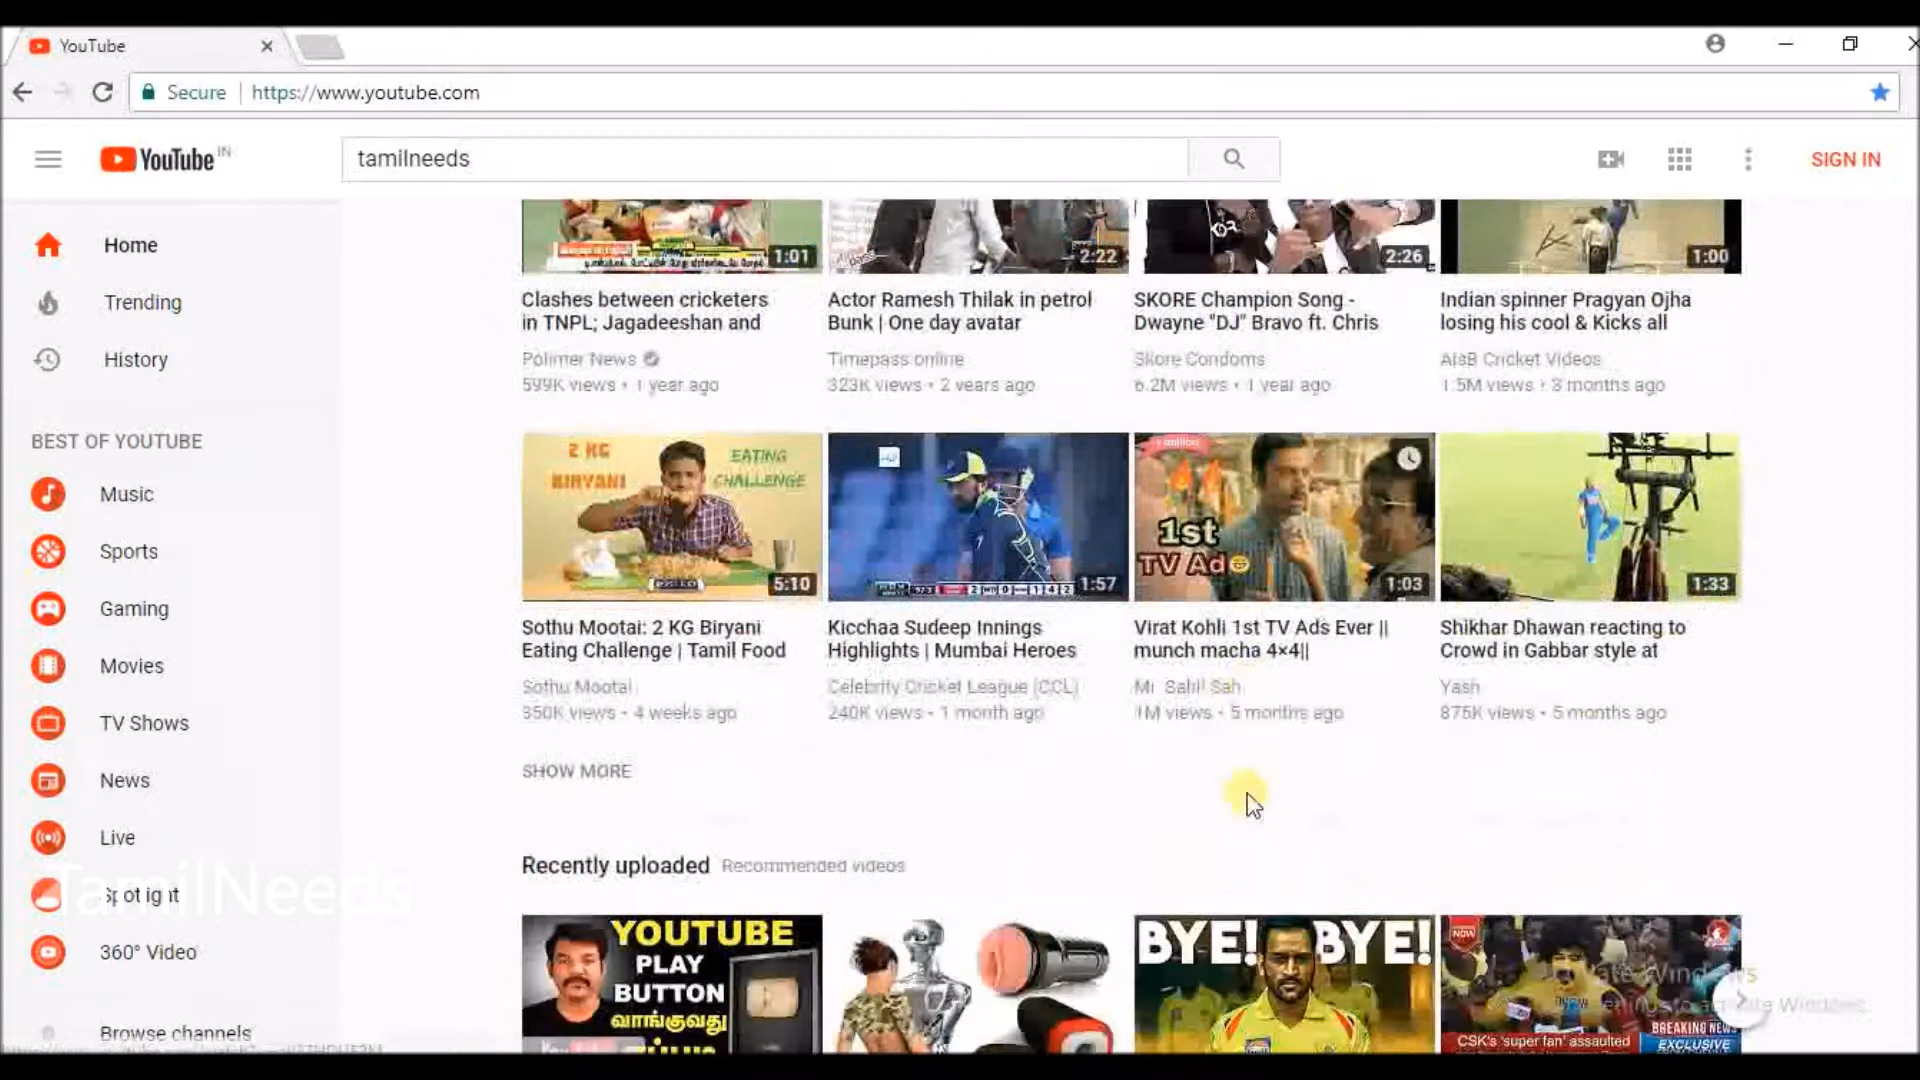 YouTube
Secure
https://www.youtube.com
YouTube IN
tamilneeds
SIGN IN
Home
Trending
History
BEST OF YOUTUBE
Music
Sports
Gaming
Movies
TV Shows
News
Live
Spotlight
360° Video
Browse channels
TamilNeeds
1:01
2:22
2:26
1:00
Clashes between cricketers
in TNPL; Jagadeeshan and
Polimer News
599K views • 1 year ago
Actor Ramesh Thilak in petrol
Bunk | One day avatar
Timepass online
323K views • 2 years ago
SKORE Champion Song -
Dwayne "DJ" Bravo ft. Chris
Skore Condoms
6.2M views • 1 year ago
Indian spinner Pragyan Ojha
losing his cool & Kicks all
AIsB Cricket Videos
1.5M views • 3 months ago
2 KG
BIRYANI
EATING
CHALLENGE
5:10
1:57
1st
TV Ad
1:03
1:33
Sothu Mootai: 2 KG Biryani
Eating Challenge | Tamil Food
Sothu Mootai
350K views • 4 weeks ago
Kicchaa Sudeep Innings
Highlights | Mumbai Heroes
Celebrity Cricket League (CCL)
240K views • 1 month ago
Virat Kohli 1st TV Ads Ever ||
munch macha 4×4||
Mr. Sahil Sah
1M views • 5 months ago
Shikhar Dhawan reacting to
Crowd in Gabbar style at
Yash
875K views • 5 months ago
SHOW MORE
Recently uploaded Recommended videos
YOUTUBE
PLAY
BUTTON
வாங்குவது
BYE! BYE!
NOW
BREAKING NEWS
CSK's 'super fan' assaulted
EXCLUSIVE